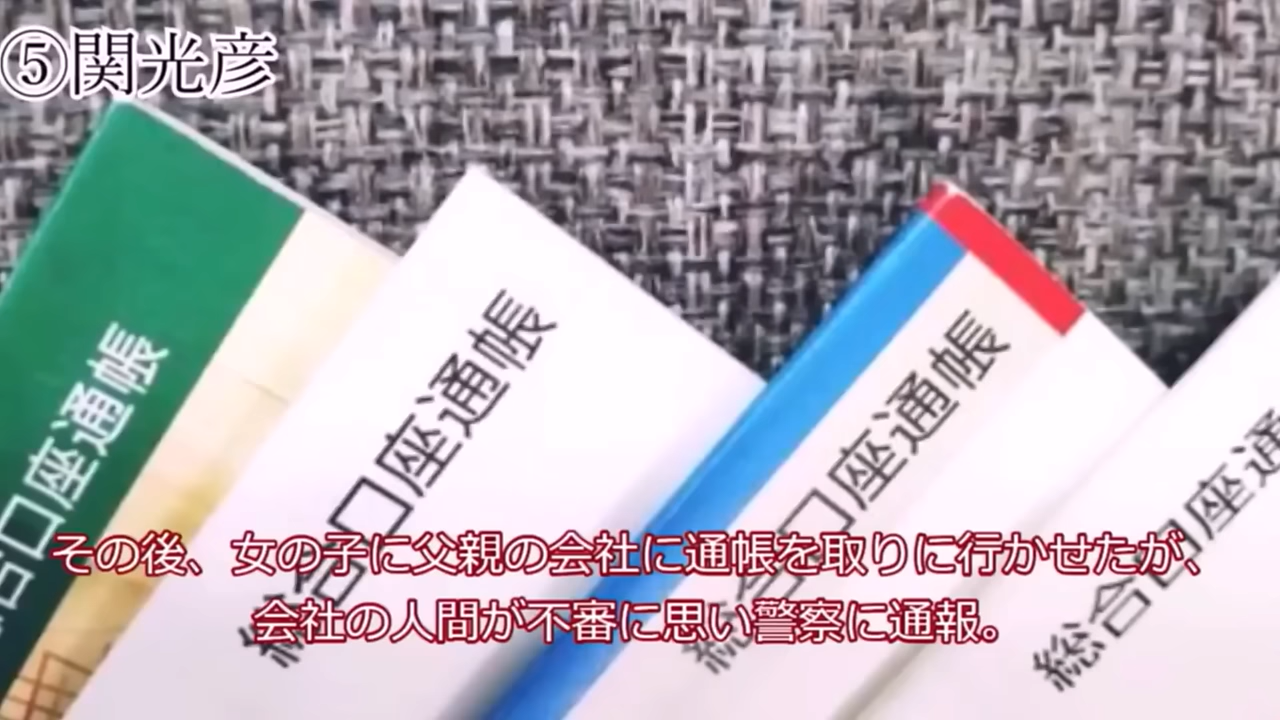 ⑤関光彦
総合口座通帳
総合口座通帳
総合口座通帳
総合口座通
その後、女の子に父親の会社に通帳を取りに行かせたが、
会社の人間が不審に思い警察に通報。